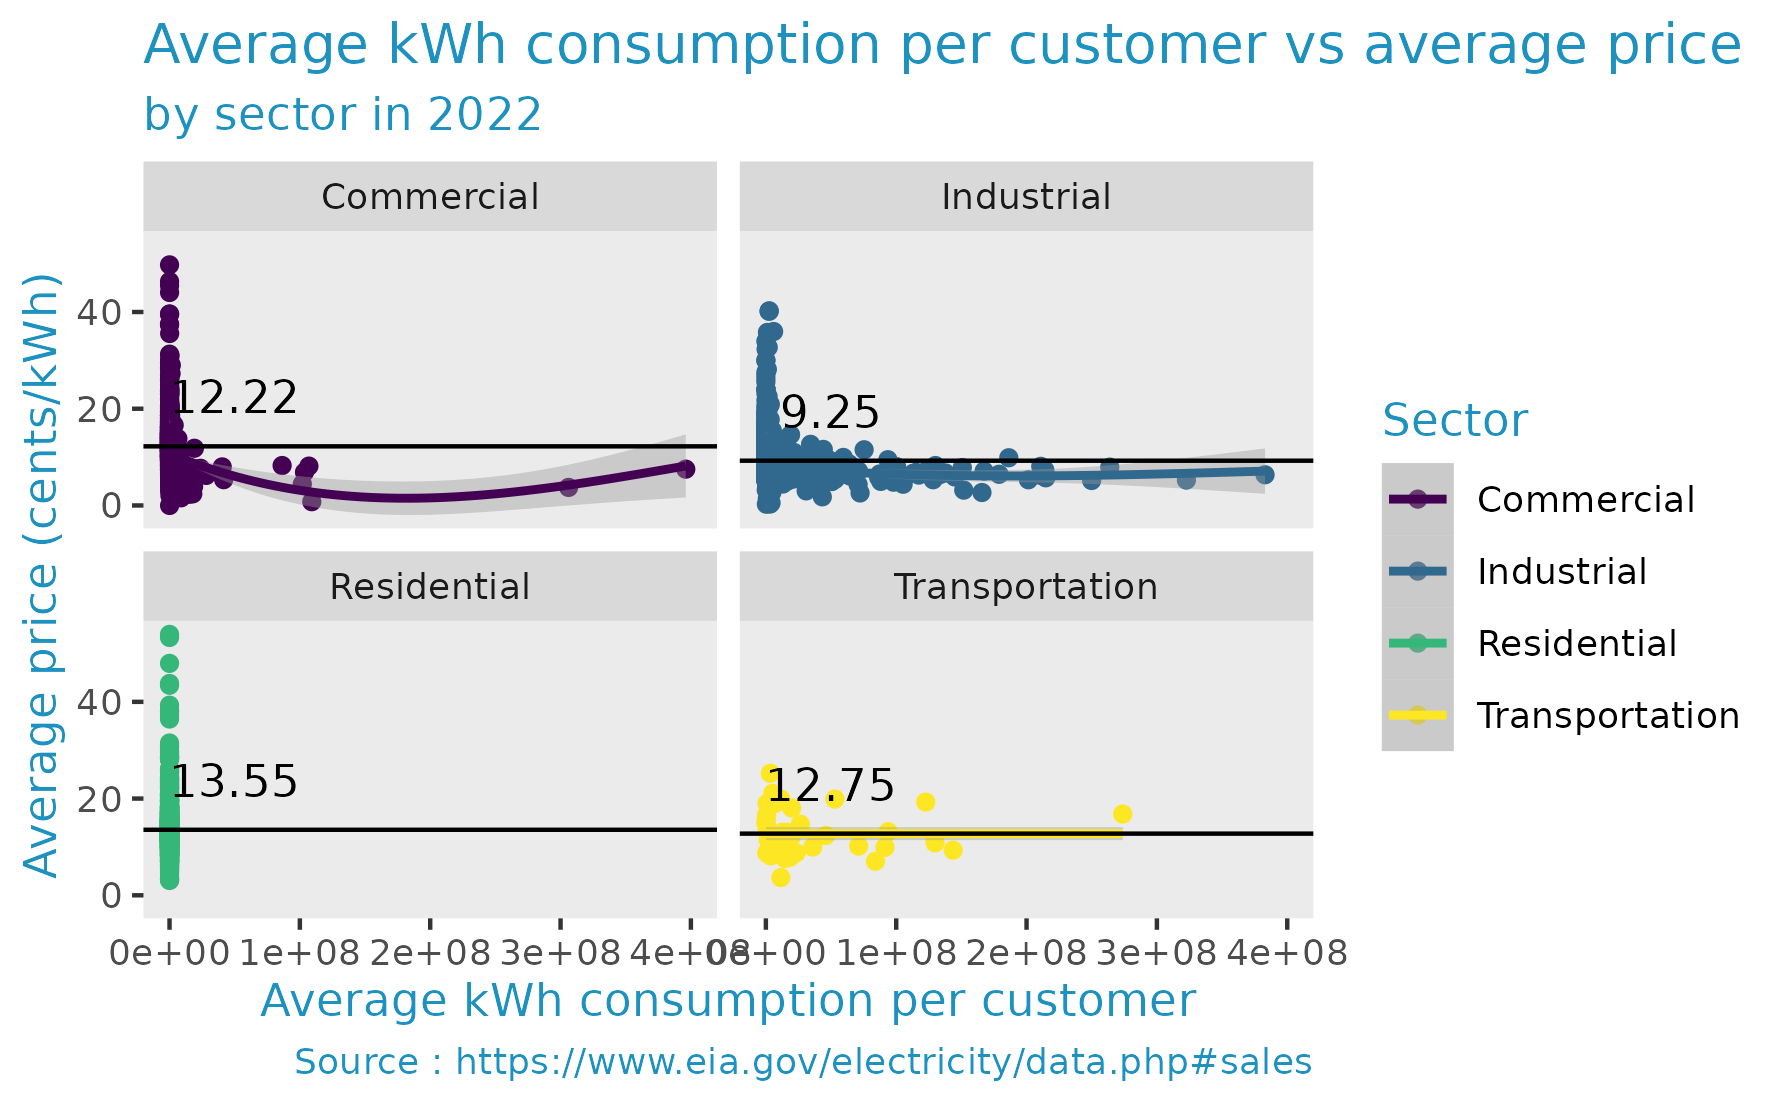 Average kWh consumption per customer vs average price
by sector in 2022
Commercial
Industrial
Average price (cents/kWh)
40
20
0
12.22
9.25
Residential
Transportation
40
20
0
13.55
12.75
0e+00 1e+08 2e+08 3e+08 4e+08
0e+00 1e+08 2e+08 3e+08 4e+08
Average kWh consumption per customer
Source : https://www.eia.gov/electricity/data.php#sales
Sector
Commercial
Industrial
Residential
Transportation